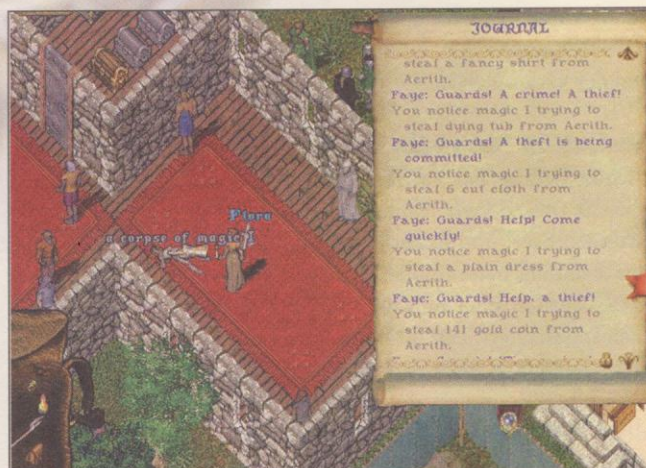 JOURNAL
steal a fancy shirt from
Aerith.
Faye: Guards! A crime! A thief!
You notice magic I trying to
steal dying tub from Aerith.
Faye: Guards! A theft is being
committed!
You notice magic I trying to
steal 6 cut cloth from
Aerith.
Faye: Guards! Help! Come
quickly!
You notice magic I trying to
steal a plain dress from
Aerith.
Faye: Guards! Help, a thief!
You notice magic I trying to
steal 141 gold coin from
Aerith.
a corpse of magic I